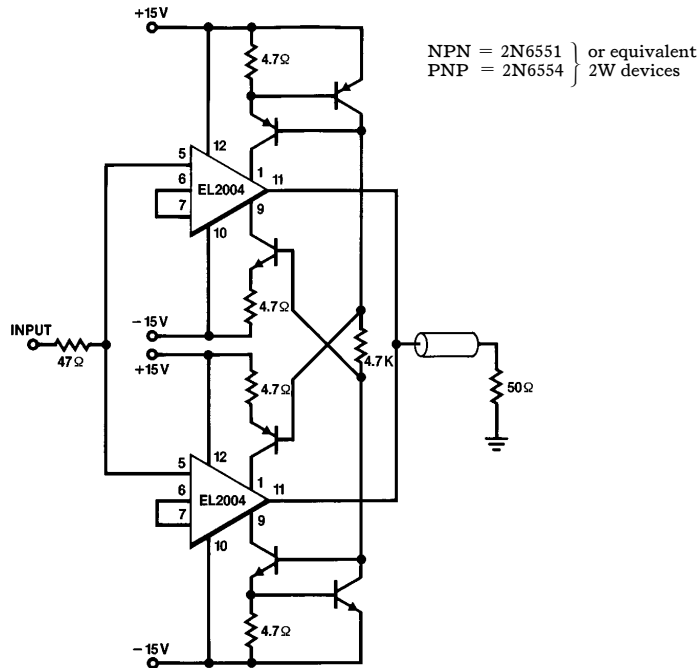 +15V
4.7Ω
NPN = 2N6551 } or equivalent
PNP = 2N6554 } 2W devices
5
12
6
EL2004
1
11
7
9
10
4.7Ω
−15V
+15V
INPUT
47Ω
4.7Ω
4.7K
50Ω
5
12
6
EL2004
1
11
7
9
10
4.7Ω
−15V